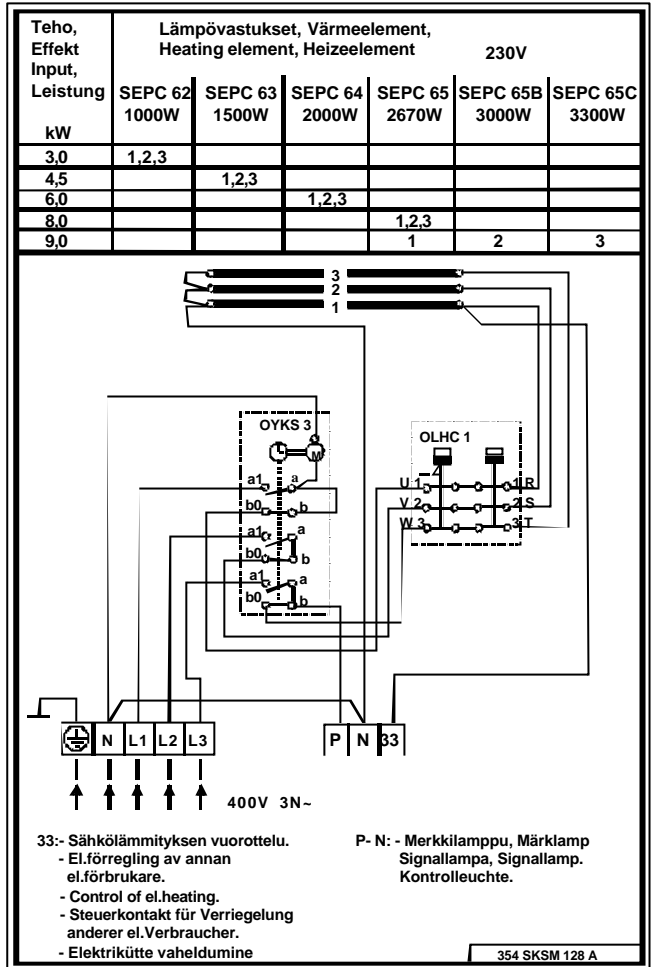 Teho,
Effekt
Input,
Leistung
kW
Lämpövastukset, Värmeelement,
Heating element, Heizeelement 230V
SEPC 62 SEPC 63 SEPC 64 SEPC 65 SEPC 65B SEPC 65C
1000W 1500W 2000W 2670W 3000W 3300W
3,0 1,2,3
4,5 1,2,3
6,0 1,2,3
8,0 1,2,3
9,0 1 2 3
3
2
1
OYKS 3
M
OLHC 1
a1 a
b0 b
a1 a
b0 b
a1 a
b0 b
U 1 1 R
V 2 2 S
W 3 3 T
N L1 L2 L3
P N 33
400V 3N~
33:- Sähkölämmityksen vuorottelu.
- El.förregling av annan
el.förbrukare.
- Control of el.heating.
- Steuerkontakt für Verriegelung
anderer el.Verbraucher.
- Elektrikütte vaheldumine
P- N: - Merkkilamppu, Märklamp
Signallampa, Signallamp.
Kontrolleuchte.
354 SKSM 128 A